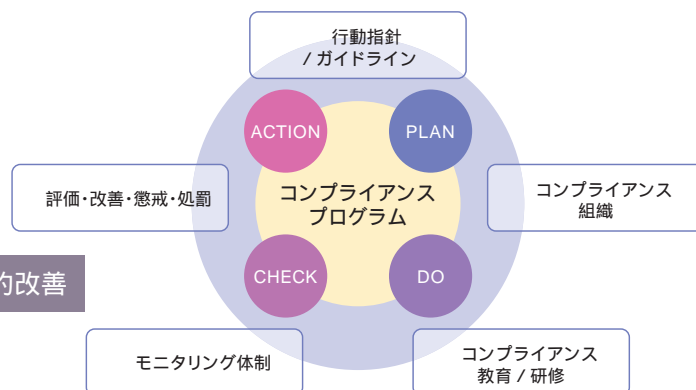 行動指針
/ ガイドライン
ACTION
PLAN
評価・改善・懲戒・処罰
コンプライアンス
プログラム
コンプライアンス
組織
CHECK
DO
的改善
モニタリング体制
コンプライアンス
教育 / 研修